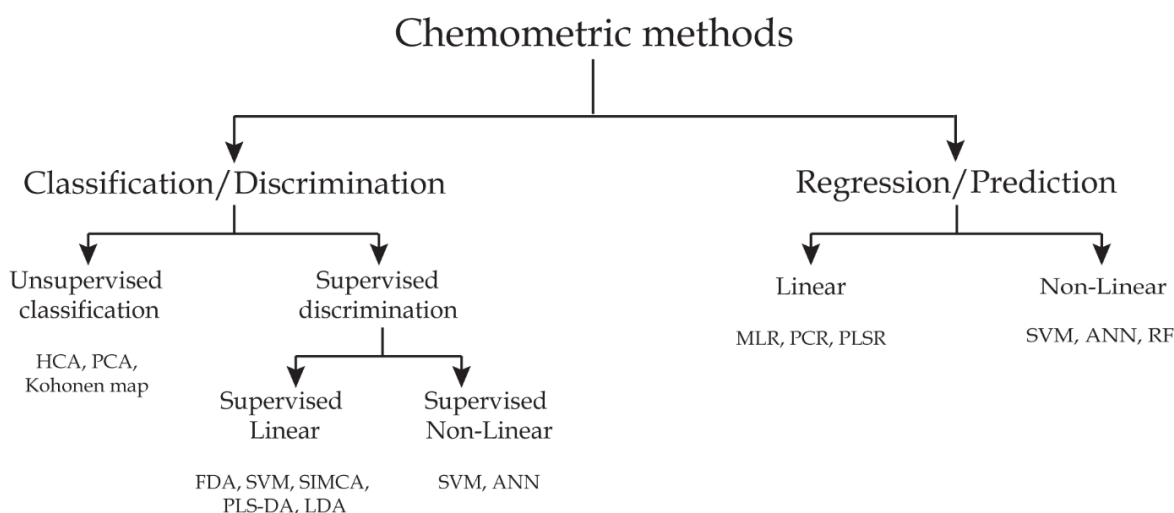 Chemometric methods
Classification/Discrimination
Regression/Prediction
Unsupervised
classification
HCA, PCA,
Kohonen map
Supervised
discrimination
Supervised
Linear
FDA, SVM, SIMCA,
PLS-DA, LDA
Supervised
Non-Linear
SVM, ANN
Linear
MLR, PCR, PLSR
Non-Linear
SVM, ANN, RF